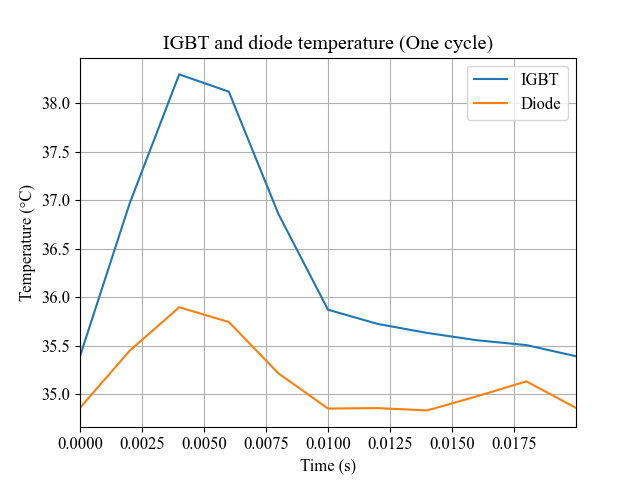 IGBT and diode temperature (One cycle)
IGBT
Diode
Temperature (°C)
38.0
37.5
37.0
36.5
36.0
35.5
35.0
0.0000 0.0025 0.0050 0.0075 0.0100 0.0125 0.0150 0.0175
Time (s)